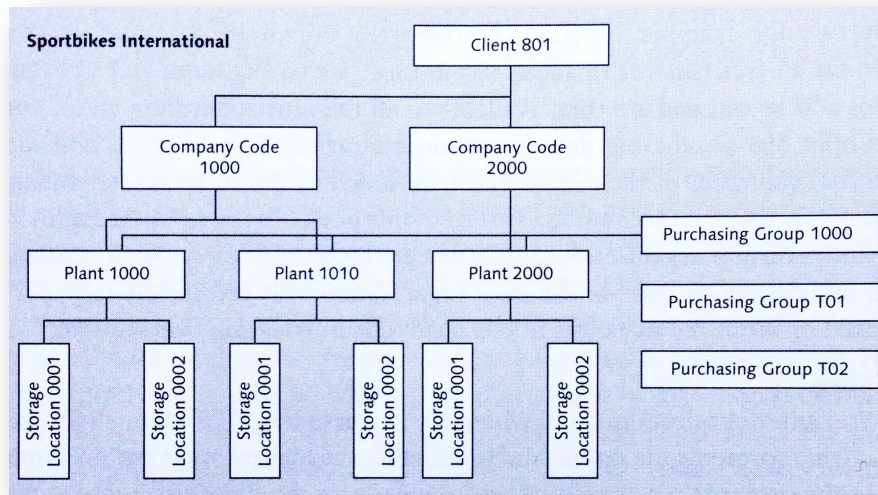 Sportbikes International
Client 801
Company Code
1000
Company Code
2000
Purchasing Group 1000
Plant 1000
Plant 1010
Plant 2000
Purchasing Group T01
Purchasing Group T02
Storage
Location 0001
Storage
Location 0002
Storage
Location 0001
Storage
Location 0002
Storage
Location 0001
Storage
Location 0002